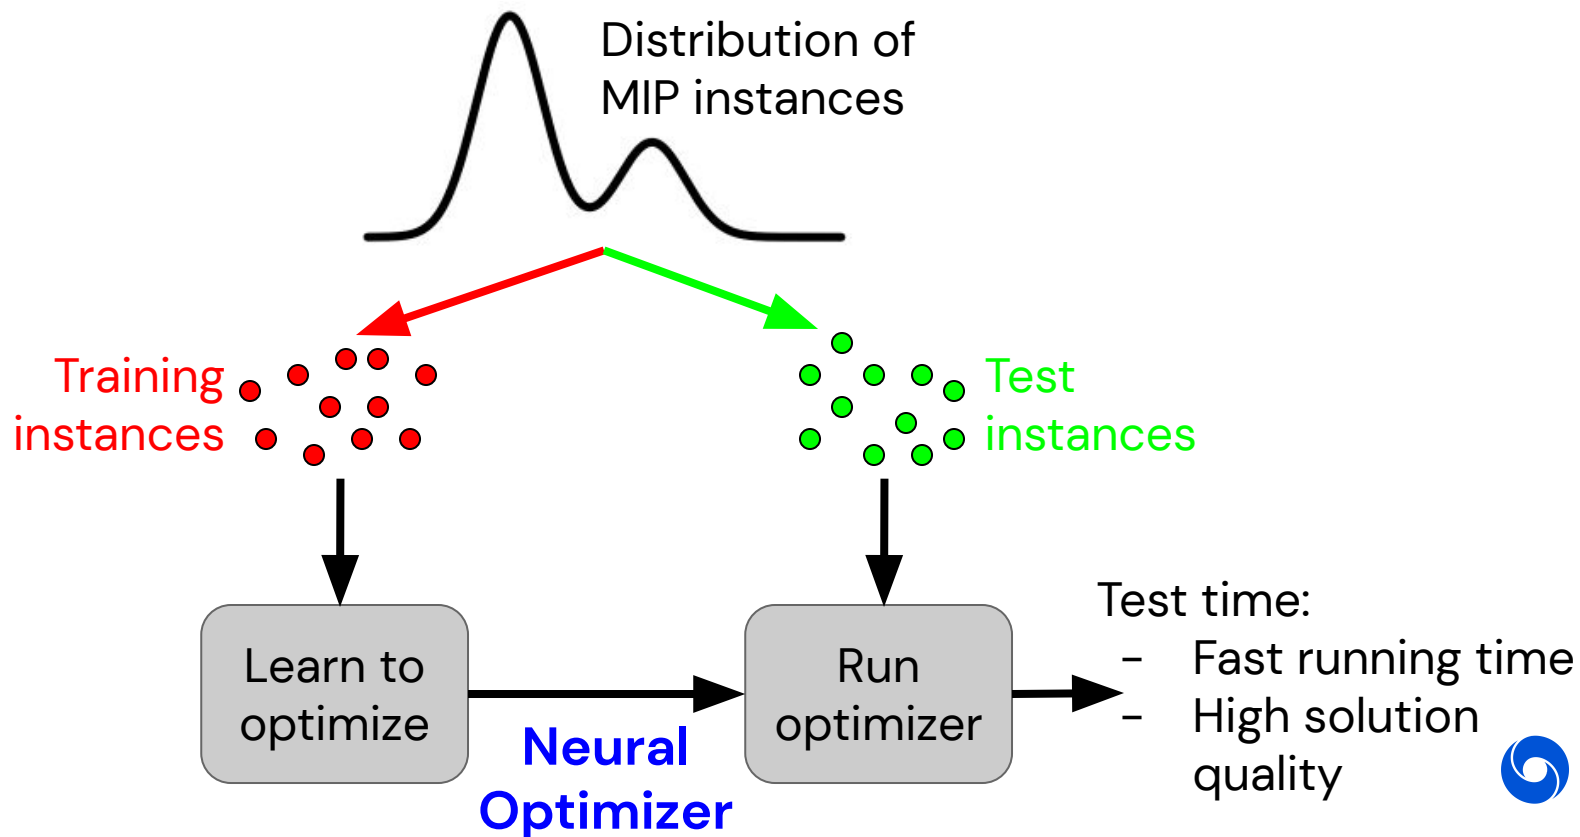 Distribution of
MIP instances
Training
instances
Test
instances
Learn to
optimize
Neural
Optimizer
Run
optimizer
Test time:
- Fast running time
- High solution
quality